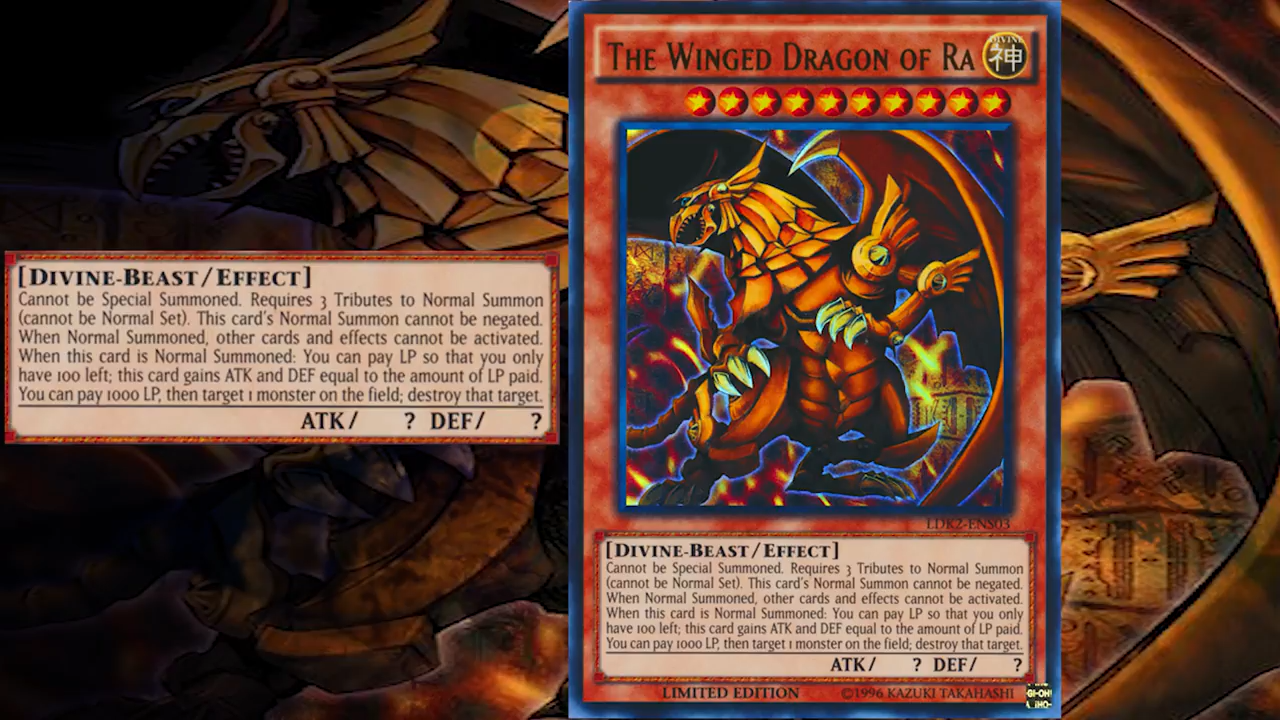 [DIVINE-BEAST/EFFECT]
Cannot be Special Summoned. Requires 3 Tributes to Normal Summon
(cannot be Normal Set). This card's Normal Summon cannot be negated.
When Normal Summoned, other cards and effects cannot be activated.
When this card is Normal Summoned: You can pay LP so that you only
have 100 left; this card gains ATK and DEF equal to the amount of LP paid.
You can pay 1000 LP, then target 1 monster on the field; destroy that target.
ATK/ ? DEF/ ?
THE WINGED DRAGON OF RA
DIVINE
神
LDK2-ENS03
[DIVINE-BEAST/EFFECT]
Cannot be Special Summoned. Requires 3 Tributes to Normal Summon
(cannot be Normal Set). This card's Normal Summon cannot be negated.
When Normal Summoned, other cards and effects cannot be activated.
When this card is Normal Summoned: You can pay LP so that you only
have 100 left; this card gains ATK and DEF equal to the amount of LP paid.
You can pay 1000 LP, then target 1 monster on the field; destroy that target.
ATK/ ? DEF/ ?
LIMITED EDITION ©1996 KAZUKI TAKAHASHI